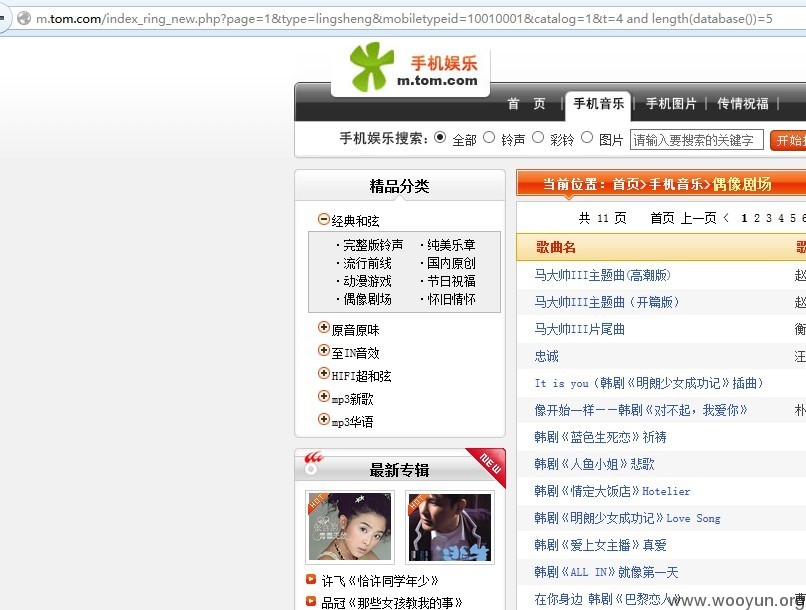 m.tom.com/index_ring_new.php?page=1&type=lingsheng&mobiletypeid=10010001&catalog=1&t=4 and length(database())=5
手机娱乐
m.tom.com
首 页 | 手机音乐 | 手机图片 | 传情祝福 |
手机娱乐搜索: 全部 铃声 彩铃 图片 请输入要搜索的关键字 开始
精品分类
经典和弦
·完整版铃声 ·纯美乐章
·流行前线 ·国内原创
·动漫游戏 ·节日祝福
·偶像剧场 ·怀旧情怀
原音原味
至IN音效
HIFI超和弦
mp3新歌
mp3华语
最新专辑
NEW
HOT HOT
许飞《恰许同学年少》
品冠《那些女孩教我的事》
当前位置：首页>手机音乐>偶像剧场
共 11 页 首页 上一页 < 1 2 3 4 5 6
歌曲名 歌
马大帅III主题曲(高潮版) 赵
马大帅III主题曲（开篇版） 赵
马大帅III片尾曲 衡
忠诚 汪
It is you（韩剧《明朗少女成功记》插曲）
像开始一样——韩剧《对不起，我爱你》 朴
韩剧《蓝色生死恋》祈祷
韩剧《人鱼小姐》悲歌
韩剧《情定大饭店》Hotelier
韩剧《明朗少女成功记》Love Song
韩剧《爱上女主播》真爱
韩剧《ALL IN》就像第一天
在你身边 韩剧《巴黎恋人》
www.wooyun.org